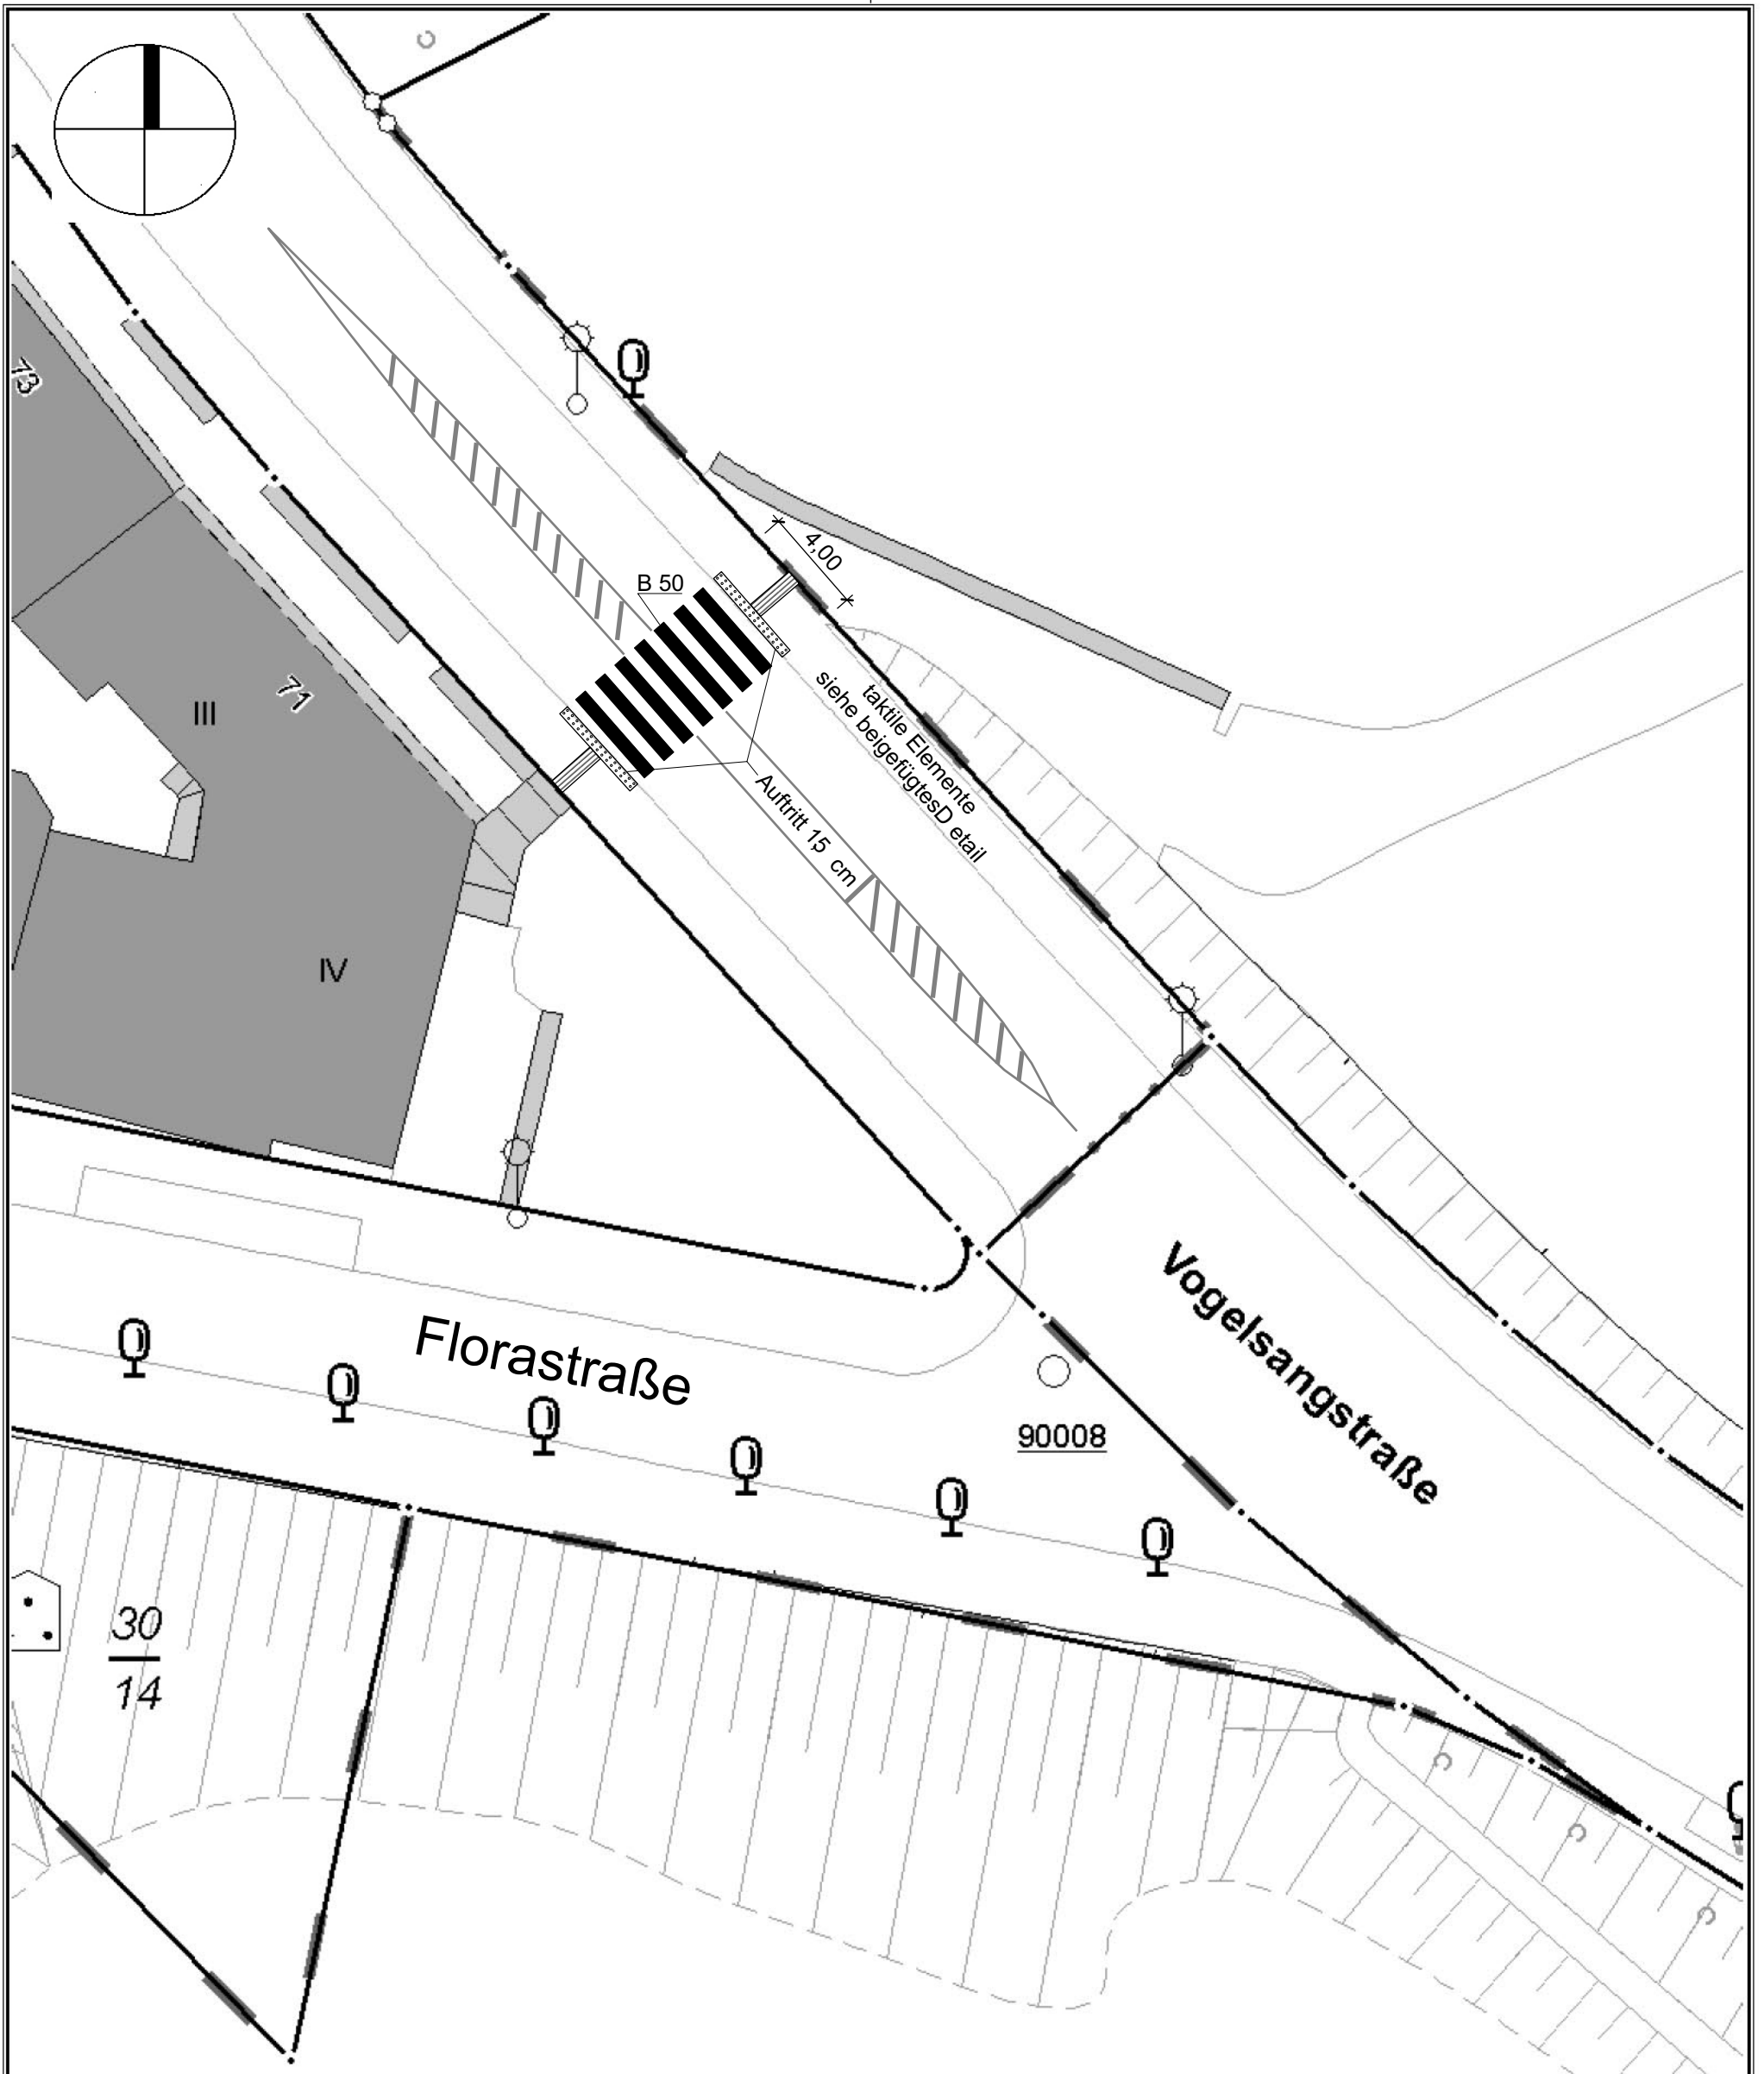 73
4,00
B 50
71
III
taktile Elemente
siehe beigefügtesD etail
Auftritt 15 cm
IV
Vogelsangstraße
Florastraße
90008
30
14